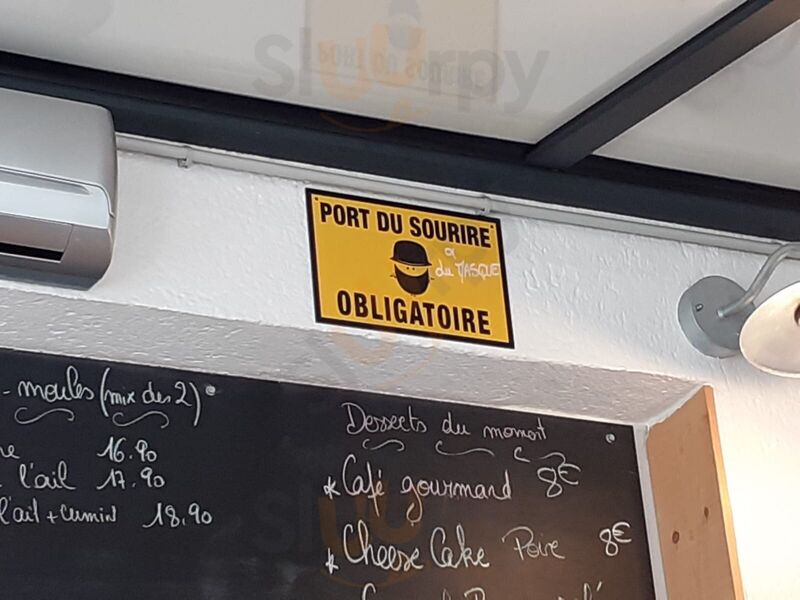 PORT DU SOURIRE
et
du MASQUE
OBLIGATOIRE
- moules (mix des 2)
16.90
l'ail 17.90
l'ail + cumin 18,90
Desserts du moment
* Café gourmand 8€
* Cheese Cake Poire 8€
Slurpy